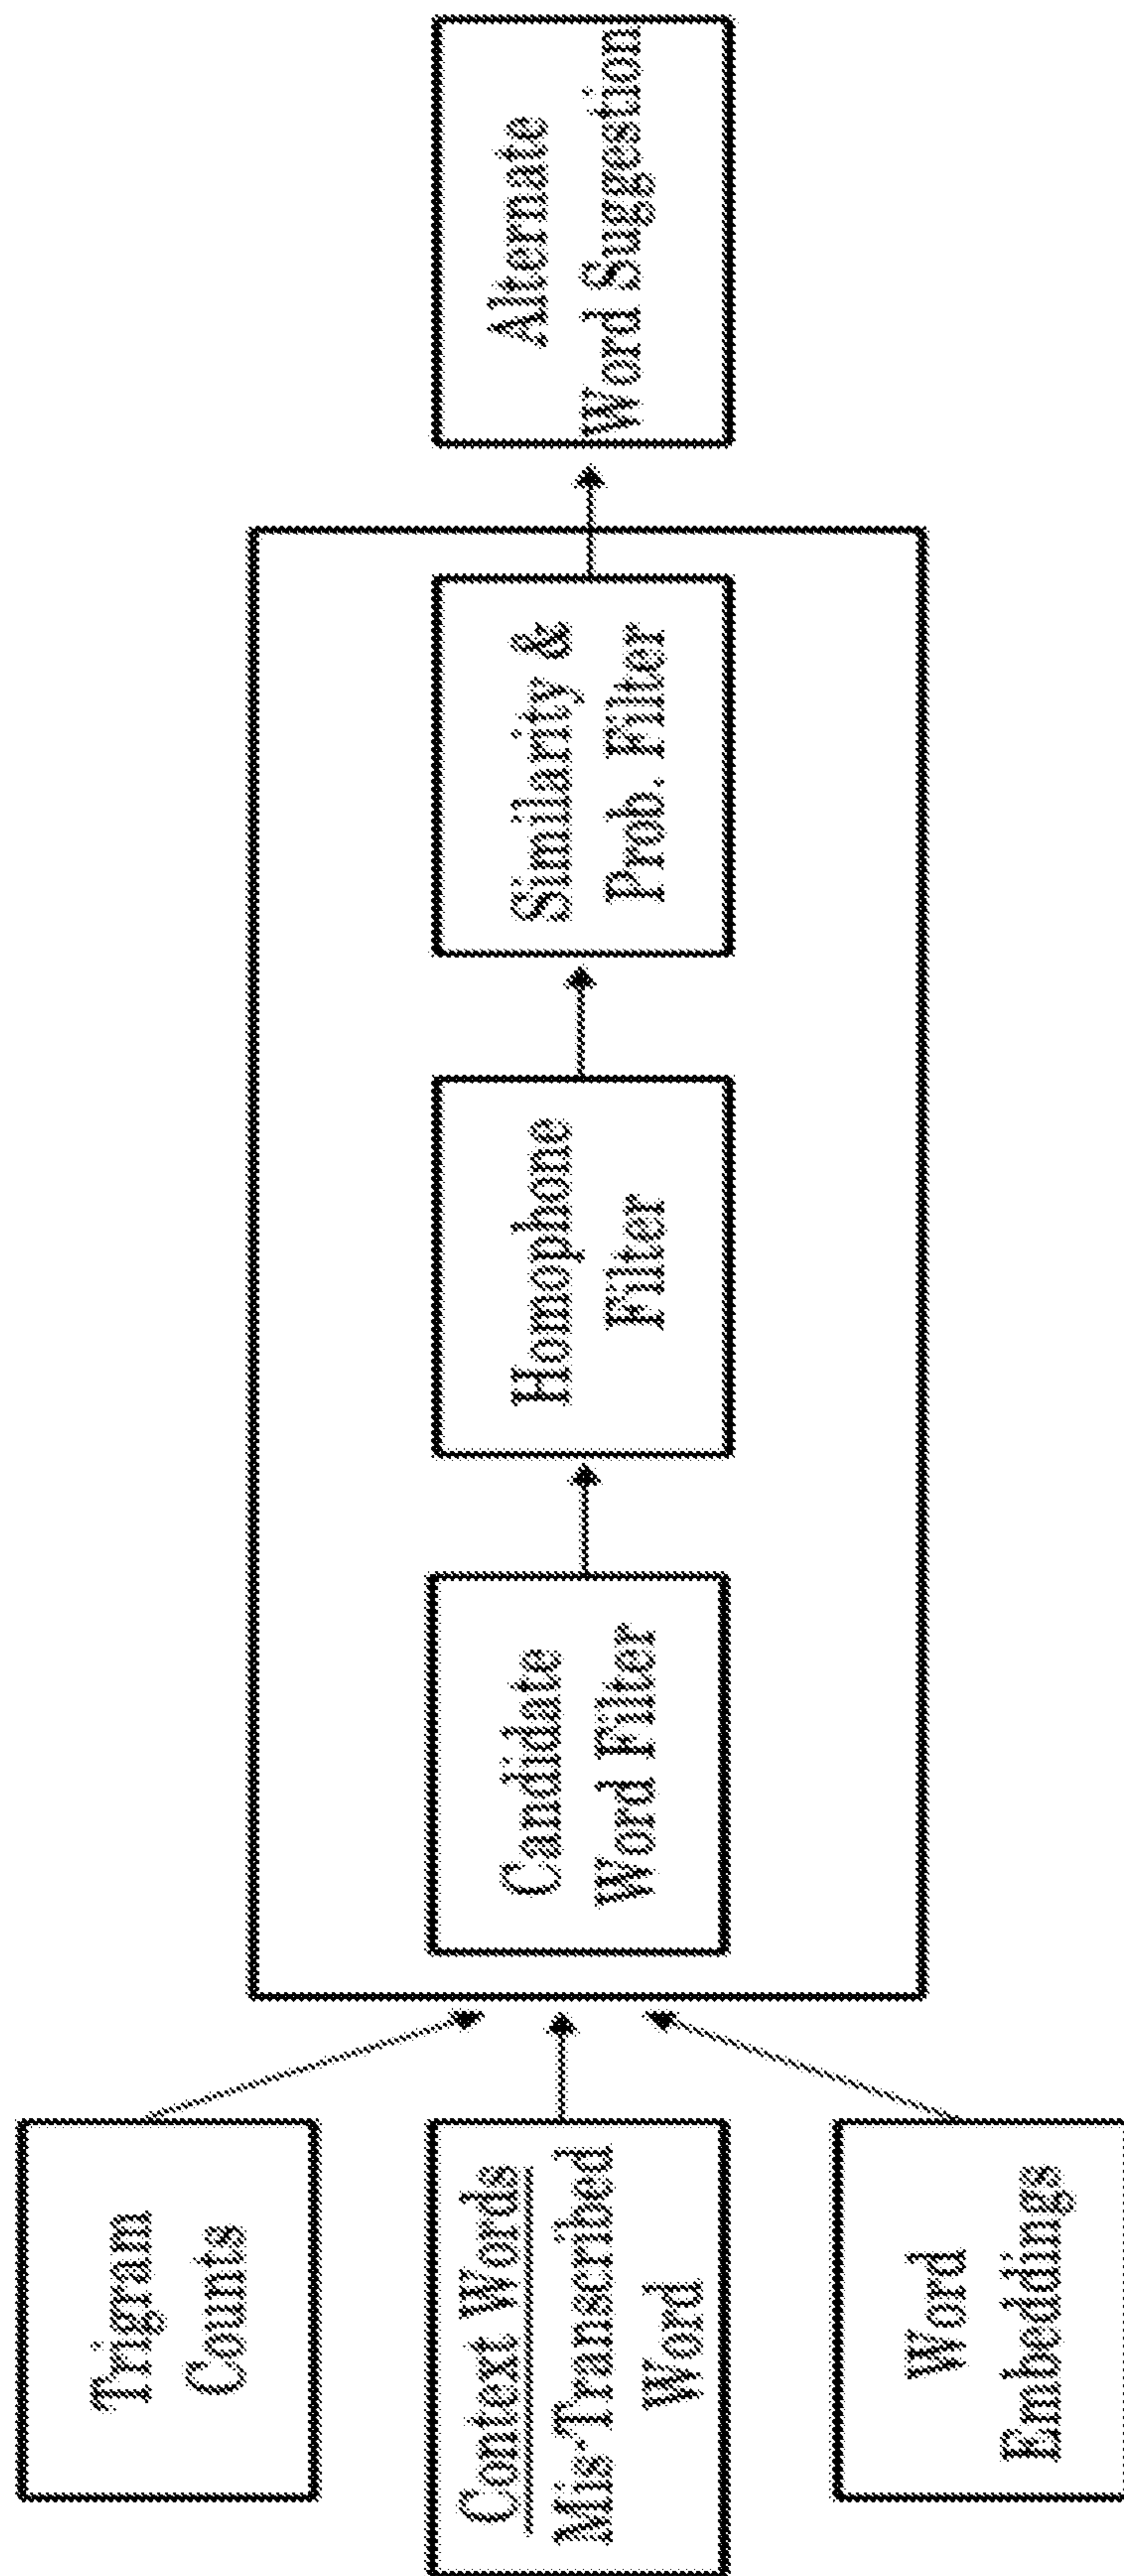 Trigram
Counts
Context Words
Mis-Transcribed
Word
Word
Embeddings
Candidate
Word Filter
Homophone
Filter
Similarity &
Prob. Filter
Alternate
Word Suggestion